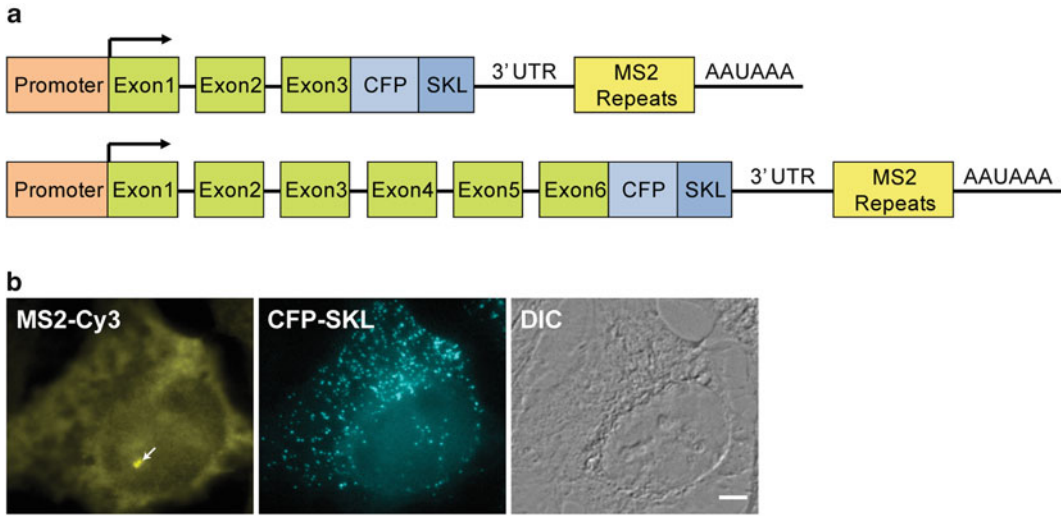 a
Promoter Exon1 Exon2 Exon3 CFP SKL 3' UTR MS2 Repeats AAUAAA
Promoter Exon1 Exon2 Exon3 Exon4 Exon5 Exon6 CFP SKL 3' UTR MS2 Repeats AAUAAA
b
MS2-Cy3 CFP-SKL DIC